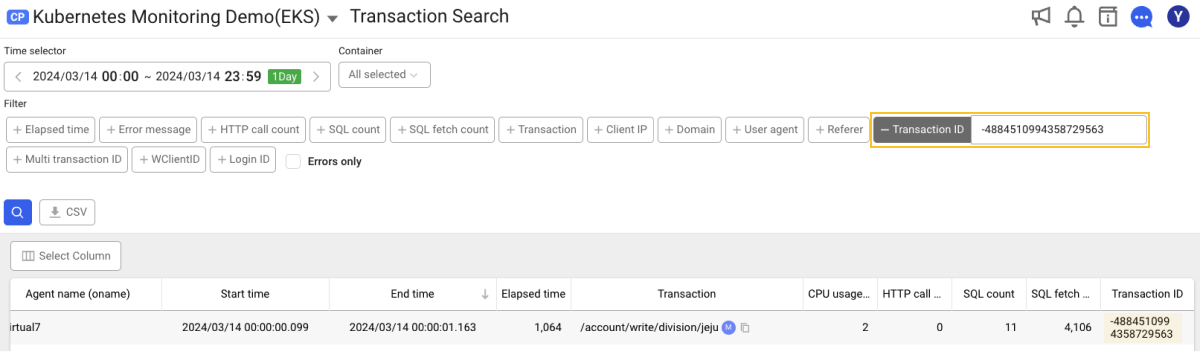 CP Kubernetes Monitoring Demo(EKS) Transaction Search Y
Time selector Container
2024/03/14 00:00 ~ 2024/03/14 23:59 1Day All selected
Filter
+ Elapsed time + Error message + HTTP call count + SQL count + SQL fetch count + Transaction + Client IP + Domain + User agent + Referer − Transaction ID -4884510994358729563
+ Multi transaction ID + WClientID + Login ID Errors only
CSV
Select Column
Agent name (oname) Start time End time ↓ Elapsed time Transaction CPU usage... HTTP call ... SQL count SQL fetch ... Transaction ID
irtual7 2024/03/14 00:00:00.099 2024/03/14 00:00:01.163 1,064 /account/write/division/jeju M 2 0 11 4,106 -488451099
4358729563